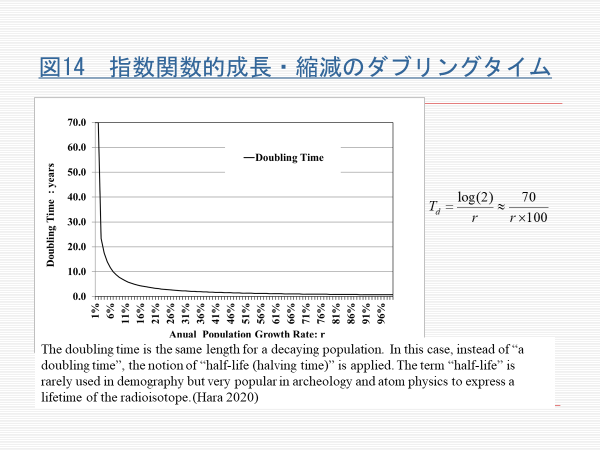 図14　指数関数的成長・縮減のダブリングタイム
70.0
60.0
50.0
40.0
30.0
20.0
10.0
0.0
Doubling Time : years
Doubling Time
1% 6% 11% 16% 21% 26% 31% 36% 41% 46% 51% 56% 61% 66% 71% 76% 81% 86% 91% 96%
Anual Population Growth Rate: r
T_d = log(2)/r ≈ 70/(r×100)
The doubling time is the same length for a decaying population. In this case, instead of “a
doubling time”, the notion of “half-life (halving time)” is applied. The term “half-life” is
rarely used in demography but very popular in archeology and atom physics to express a
lifetime of the radioisotope.(Hara 2020)